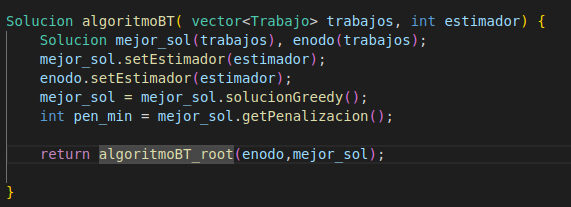 Solucion algoritmoBT( vector<Trabajo> trabajos, int estimador) {
    Solucion mejor_sol(trabajos), enodo(trabajos);
    mejor_sol.setEstimador(estimador);
    enodo.setEstimador(estimador);
    mejor_sol = mejor_sol.solucionGreedy();
    int pen_min = mejor_sol.getPenalizacion();

    return algoritmoBT_root(enodo,mejor_sol);

}